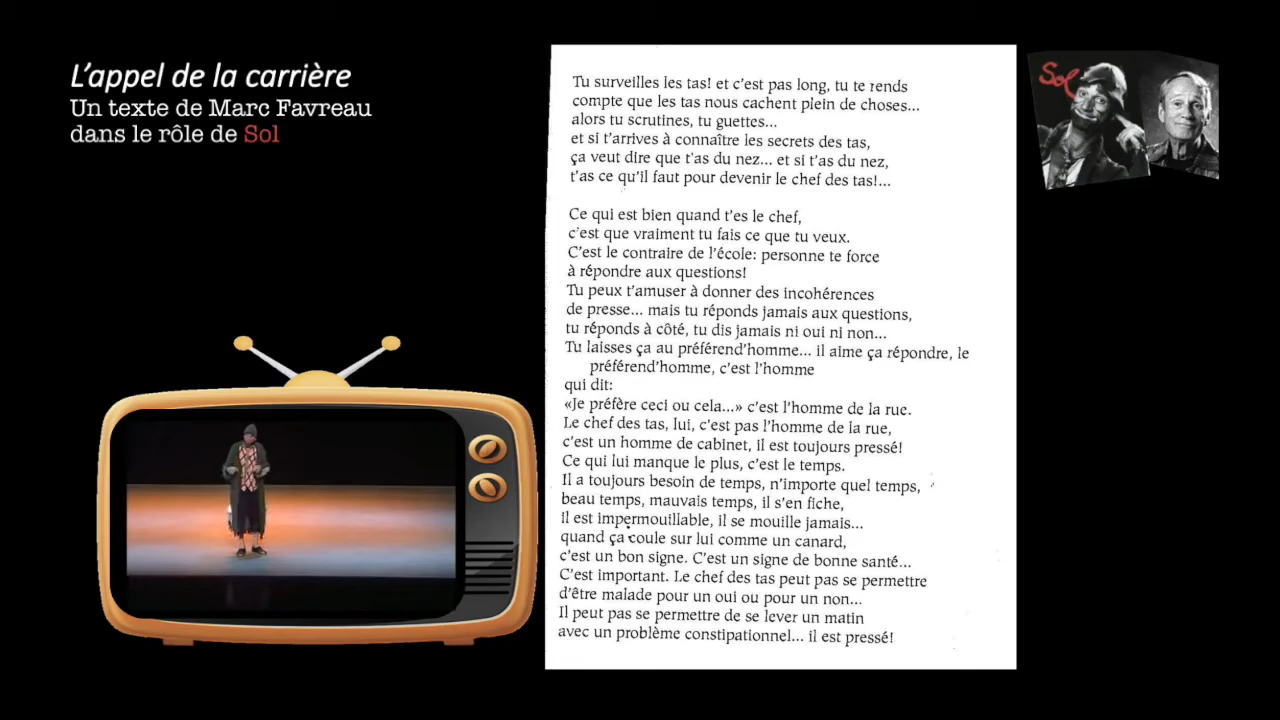 L'appel de la carrière
Un texte de Marc Favreau
dans le rôle de Sol
Tu surveilles les tas! et c'est pas long, tu te rends
compte que les tas nous cachent plein de choses...
alors tu scrutines, tu guettes...
et si t'arrives à connaître les secrets des tas,
ça veut dire que t'as du nez... et si t'as du nez,
t'as ce qu'il faut pour devenir le chef des tas!...
Ce qui est bien quand t'es le chef,
c'est que vraiment tu fais ce que tu veux.
C'est le contraire de l'école: personne te force
à répondre aux questions!
Tu peux t'amuser à donner des incohérences
de presse... mais tu réponds jamais aux questions,
tu réponds à côté, tu dis jamais ni oui ni non...
Tu laisses ça au préférend'homme... il aime ça répondre, le
préférend'homme, c'est l'homme
qui dit:
«Je préfère ceci ou cela...» c'est l'homme de la rue.
Le chef des tas, lui, c'est pas l'homme de la rue,
c'est un homme de cabinet, il est toujours pressé!
Ce qui lui manque le plus, c'est le temps.
Il a toujours besoin de temps, n'importe quel temps,
beau temps, mauvais temps, il s'en fiche,
il est impermouillable, il se mouille jamais...
quand ça coule sur lui comme un canard,
c'est un bon signe. C'est un signe de bonne santé...
C'est important. Le chef des tas peut pas se permettre
d'être malade pour un oui ou pour un non...
Il peut pas se permettre de se lever un matin
avec un problème constipationnel... il est pressé!
Sol